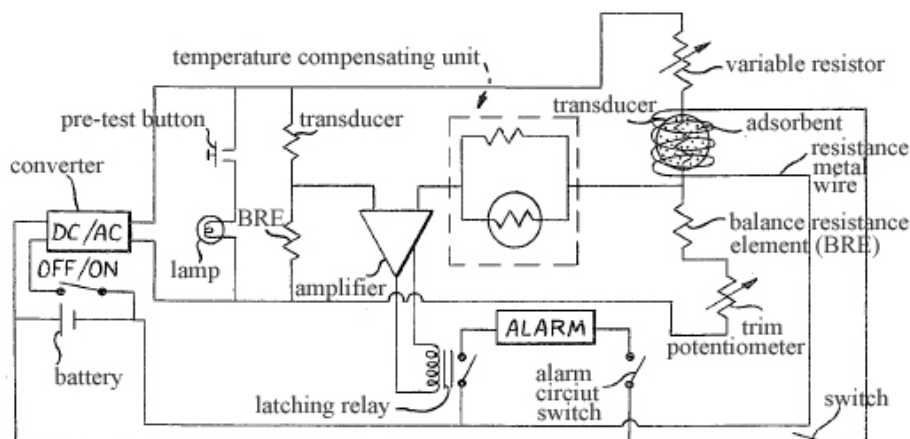 temperature compensating unit
variable resistor
pre-test button
transducer
transducer
adsorbent
converter
resistance
metal
wire
DC/AC
BRE
balance resistance
element (BRE)
lamp
OFF/ON
amplifier
ALARM
trim
potentiometer
battery
alarm
circiut
switch
latching relay
switch